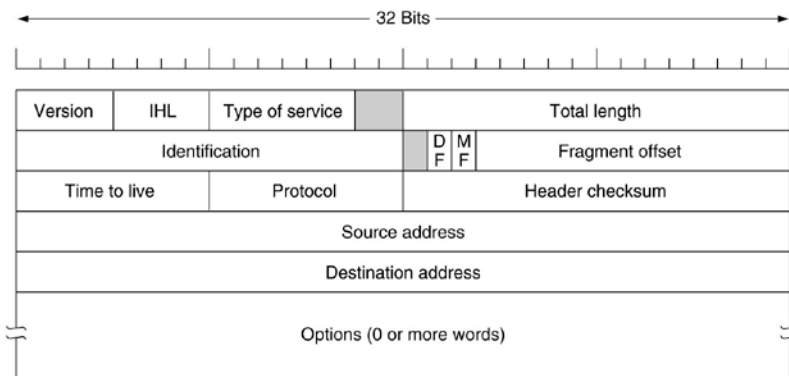 32 Bits
Version IHL Type of service Total length
Identification D F M F Fragment offset
Time to live Protocol Header checksum
Source address
Destination address
Options (0 or more words)